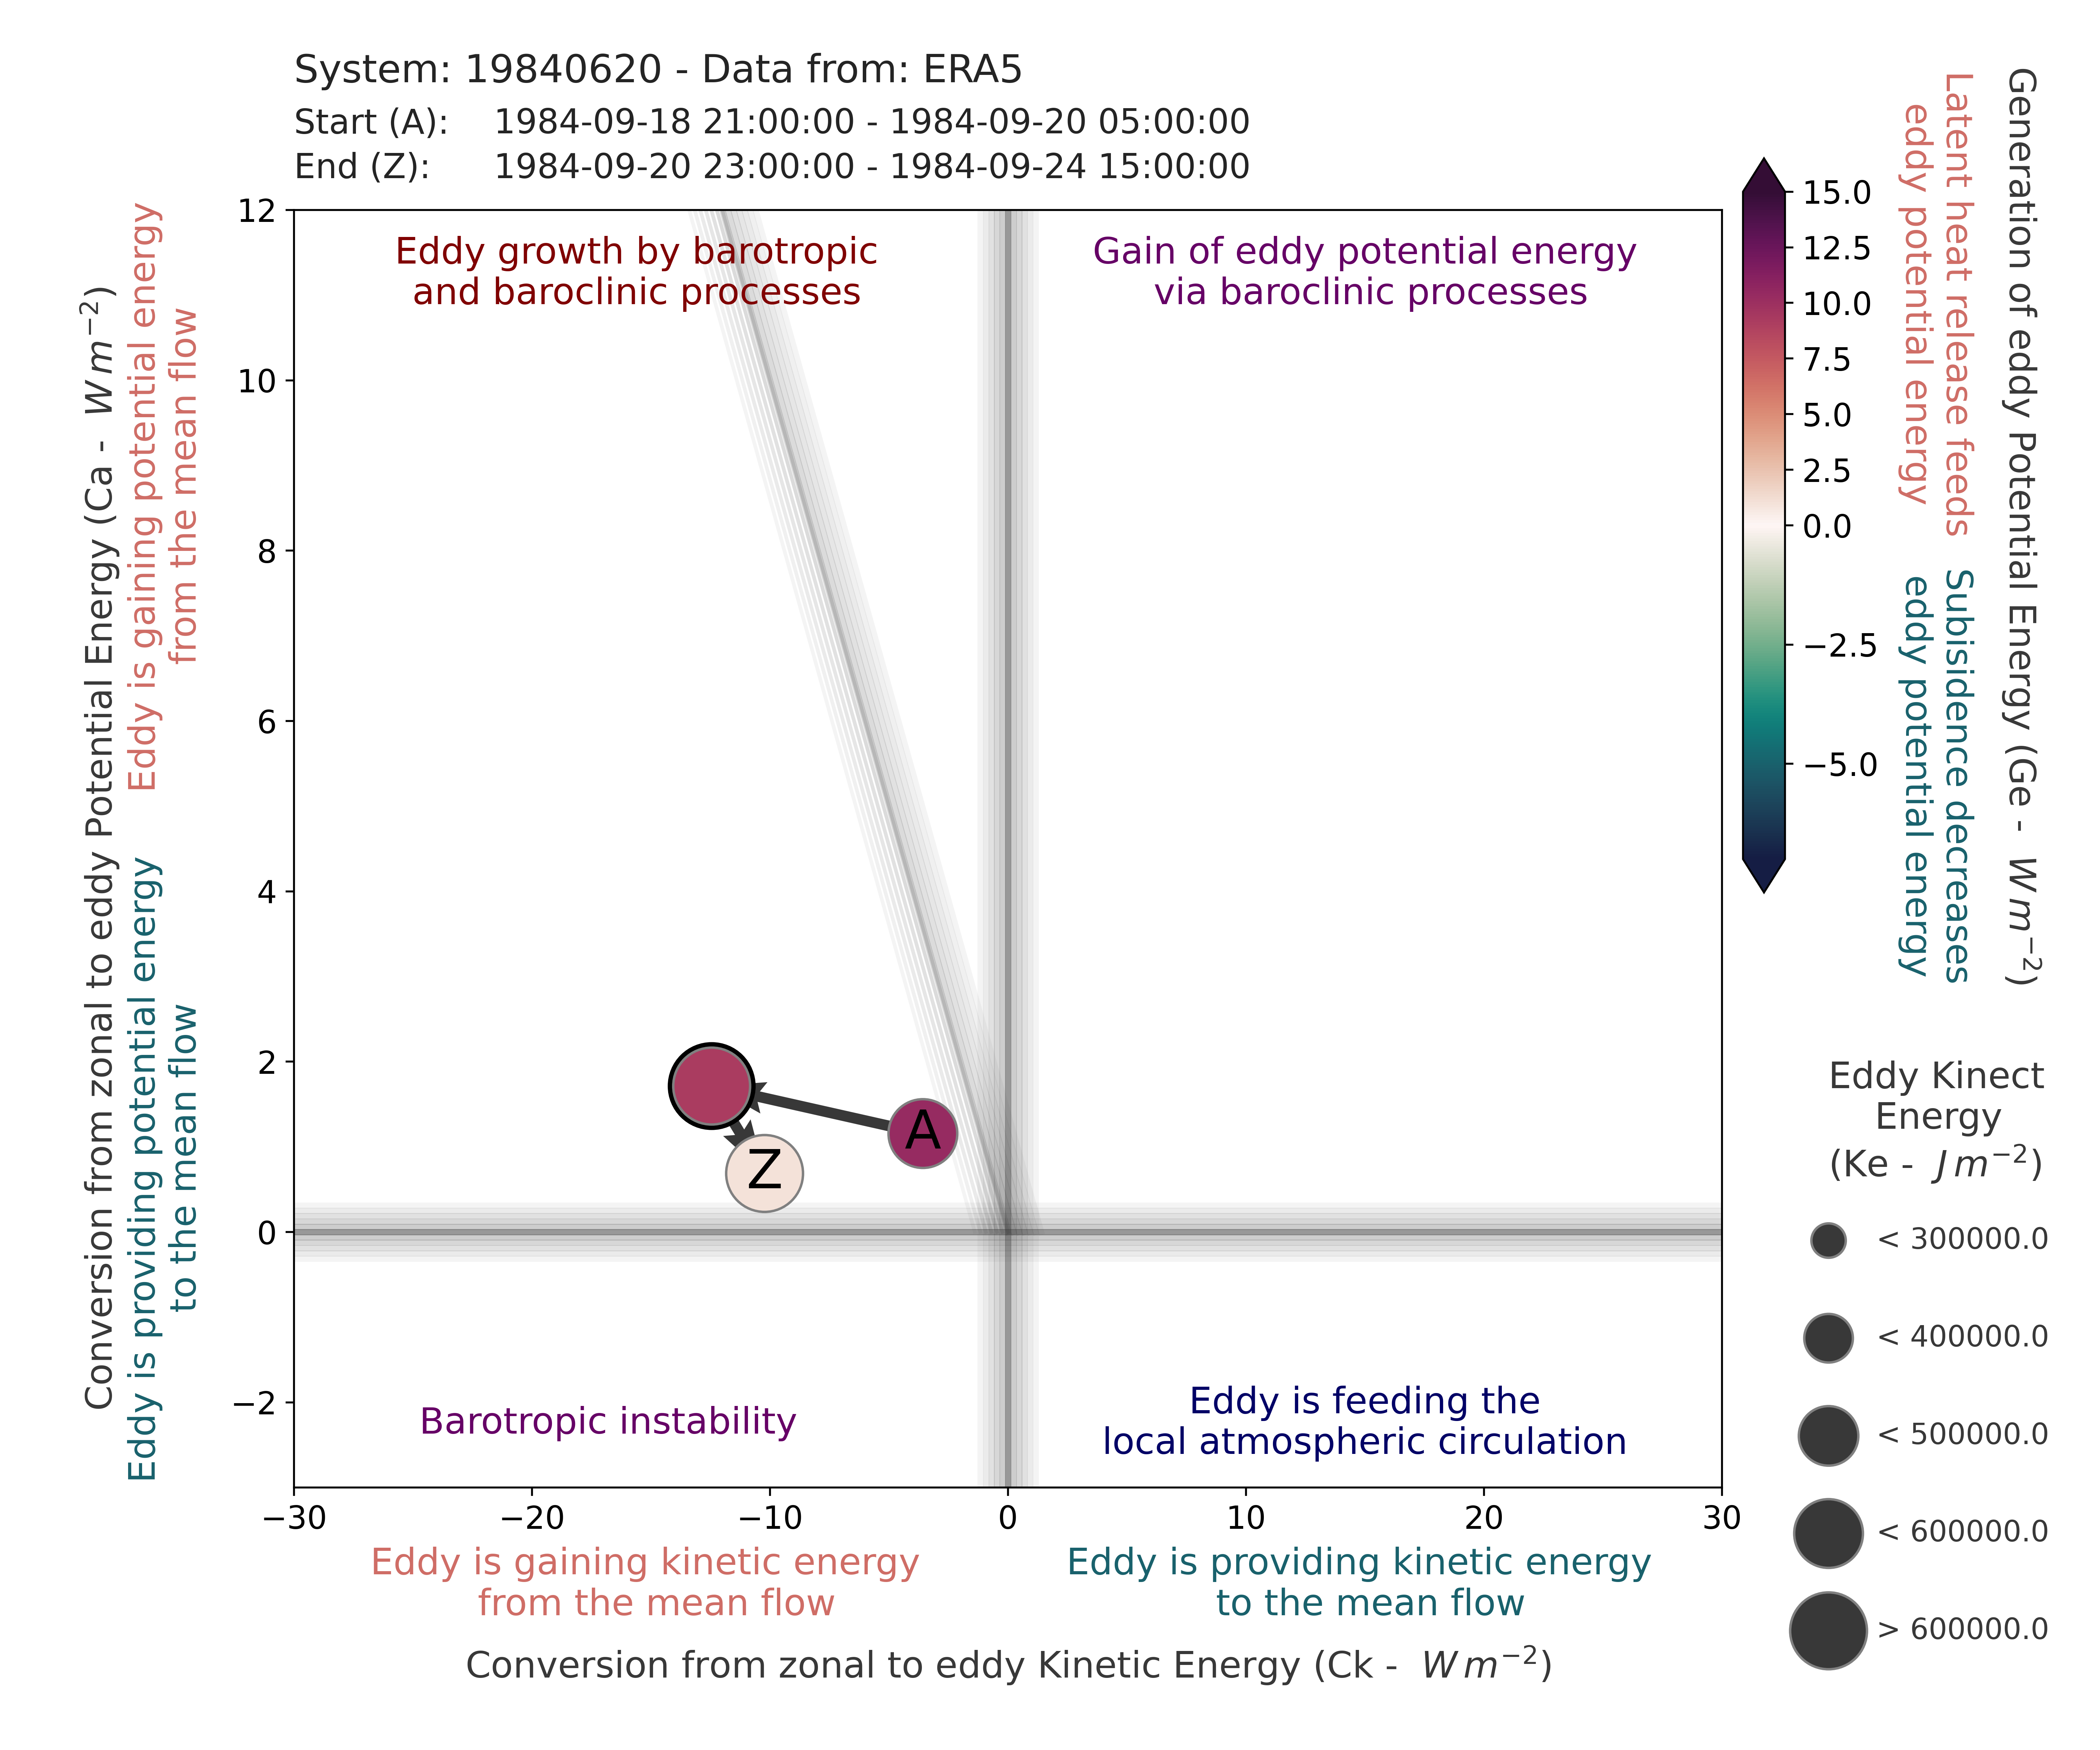 System: 19840620 - Data from: ERA5
Start (A): 1984-09-18 21:00:00 - 1984-09-20 05:00:00
End (Z): 1984-09-20 23:00:00 - 1984-09-24 15:00:00
Conversion from zonal to eddy Potential Energy (Ca - W m⁻²)
Eddy is gaining potential energy
from the mean flow
Eddy is providing potential energy
to the mean flow
12
10
8
6
4
2
0
−2
Eddy growth by barotropic
and baroclinic processes
Gain of eddy potential energy
via baroclinic processes
A
Z
Barotropic instability
Eddy is feeding the
local atmospheric circulation
−30
−20
−10
0
10
20
30
Eddy is gaining kinetic energy
from the mean flow
Eddy is providing kinetic energy
to the mean flow
Conversion from zonal to eddy Kinetic Energy (Ck - W m⁻²)
15.0
12.5
10.0
7.5
5.0
2.5
0.0
−2.5
−5.0
Latent heat release feeds
eddy potential energy
Subisidence decreases
eddy potential energy
Generation of eddy Potential Energy (Ge - W m⁻²)
Eddy Kinect
Energy
(Ke - J m⁻²)
< 300000.0
< 400000.0
< 500000.0
< 600000.0
> 600000.0